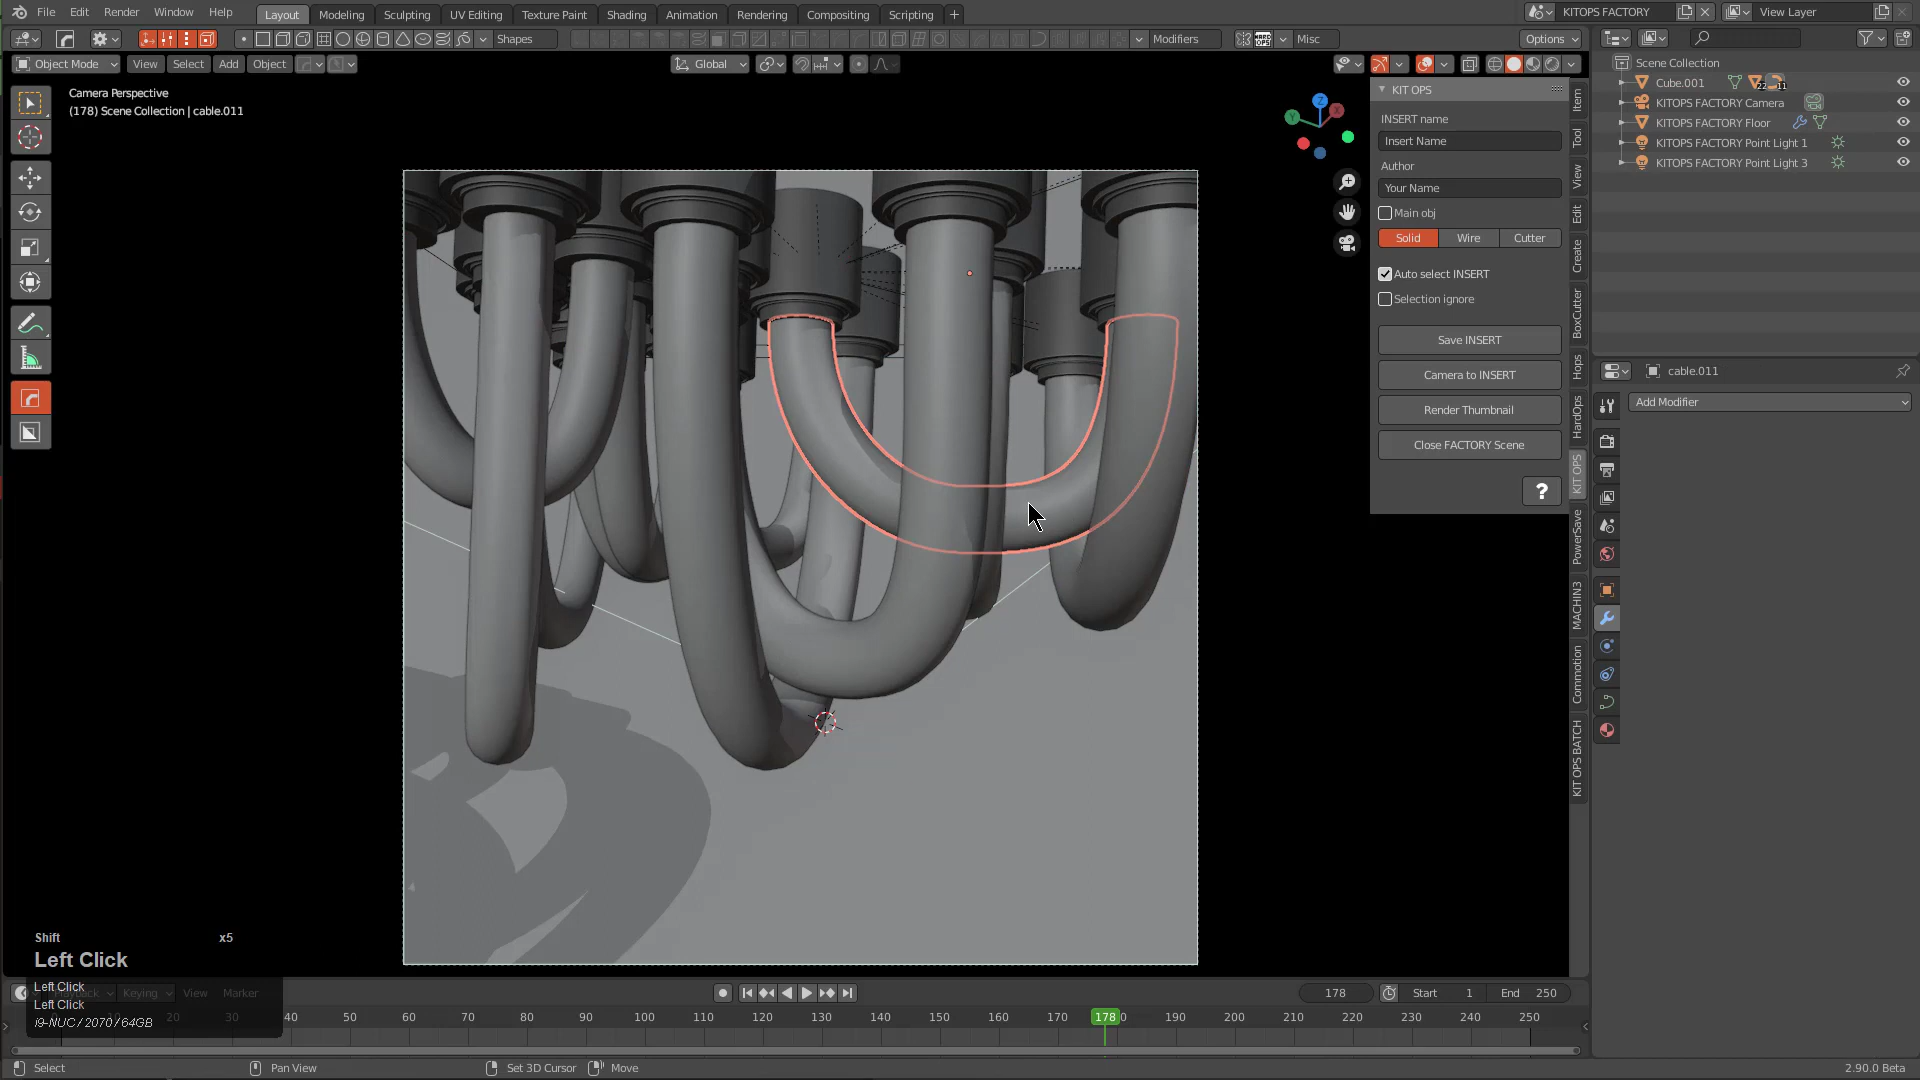 File Edit Render Window Help Layout Modeling Sculpting UV Editing Texture Paint Shading Animation Rendering Compositing Scripting + KITOPS FACTORY View Layer
Shapes Modifiers HARD OPS Misc Options
Object Mode View Select Add Object Global
Camera Perspective
(178) Scene Collection | cable.011
KIT OPS
INSERT name
Insert Name
Author
Your Name
Main obj
Solid Wire Cutter
Auto select INSERT
Selection ignore
Save INSERT
Camera to INSERT
Render Thumbnail
Close FACTORY Scene
?
Item
Tool
View
Edit
Create
BoxCutter
Hops
HardOps
KIT OPS
PowerSave
MACHIN3
Commotion
KIT OPS BATCH
Scene Collection
Cube.001 22 11
KITOPS FACTORY Camera
KITOPS FACTORY Floor
KITOPS FACTORY Point Light 1
KITOPS FACTORY Point Light 3
cable.011
Add Modifier
Z
Y
X
Shift x5
Left Click
Left Click
Left Click
i9-NUC / 2070 / 64GB
Playback Keying View Marker 178 Start 1 End 250
20 30 40 50 60 70 80 90 100 110 120 130 140 150 160 170 178 190 200 210 220 230 240 250
Select Pan View Set 3D Cursor Move 2.90.0 Beta